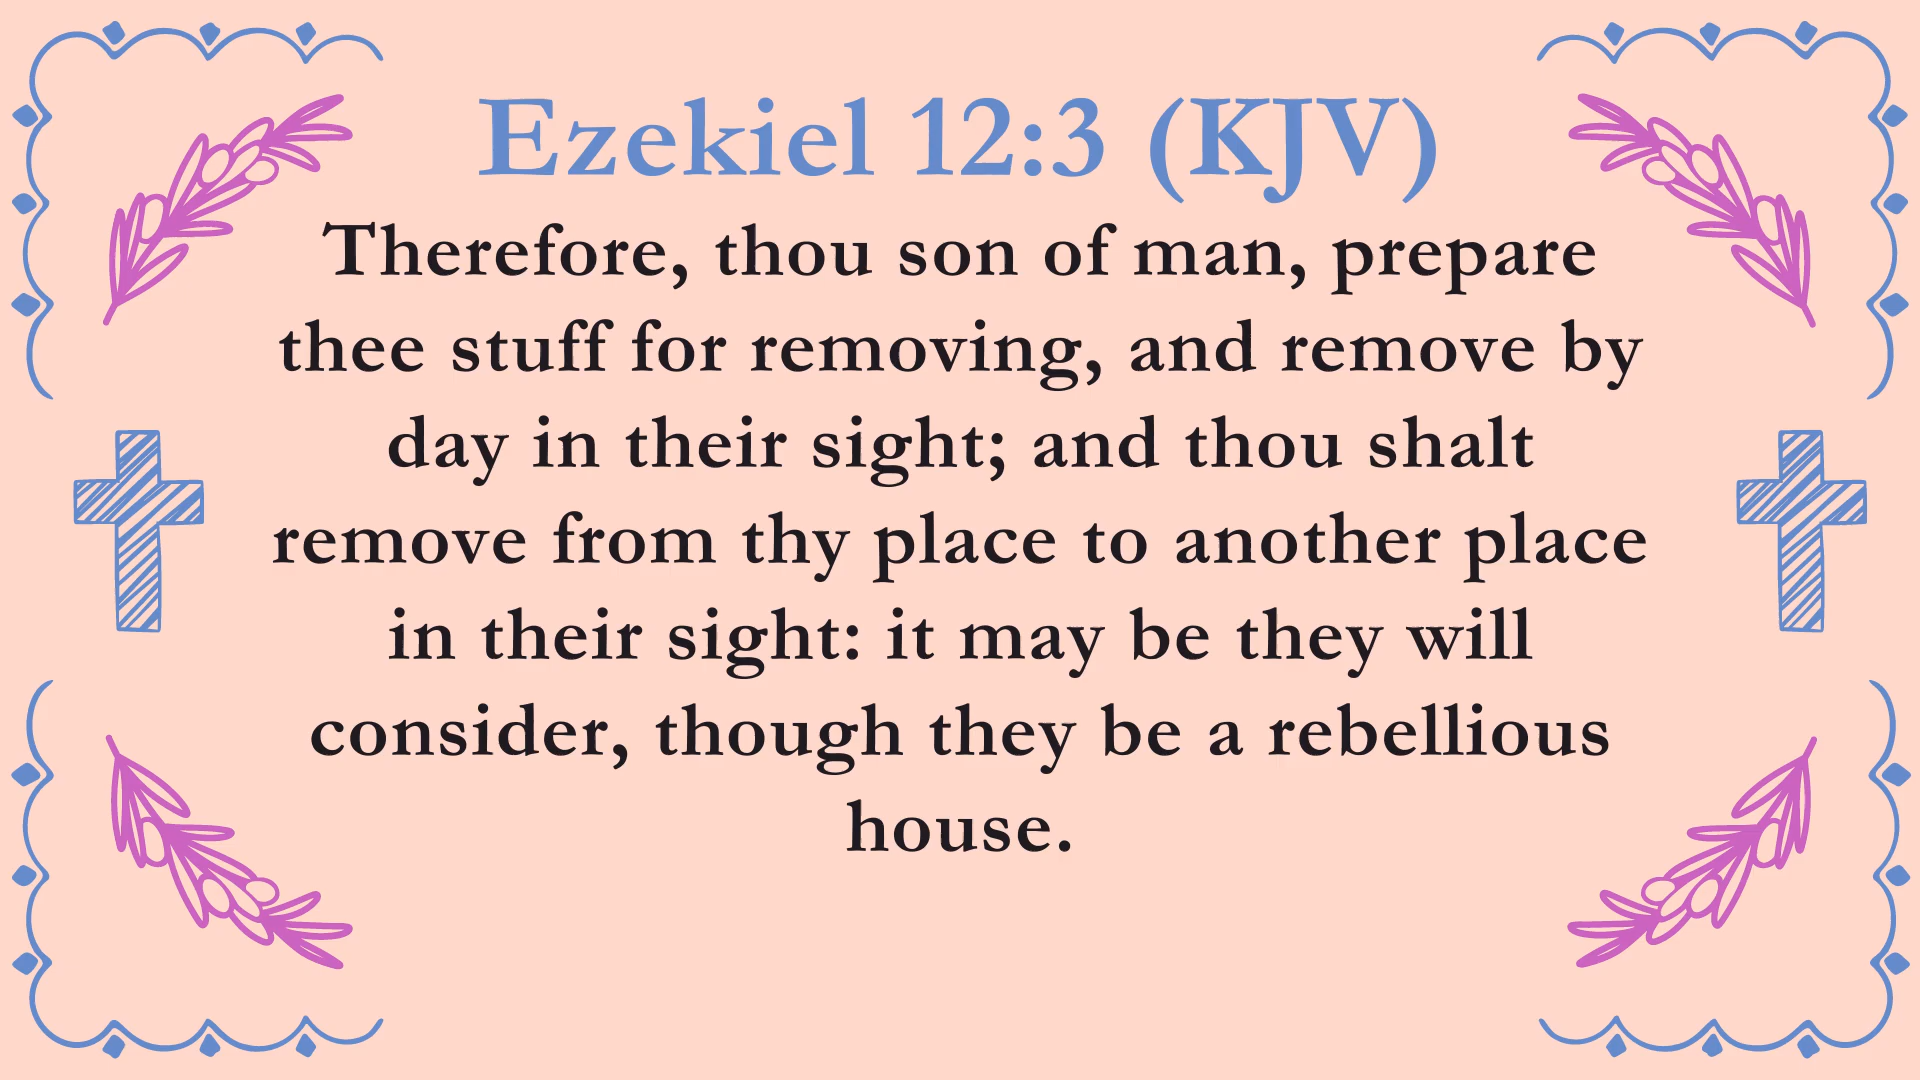 Ezekiel 12:3 (KJV)
Therefore, thou son of man, prepare
thee stuff for removing, and remove by
day in their sight; and thou shalt
remove from thy place to another place
in their sight: it may be they will
consider, though they be a rebellious
house.